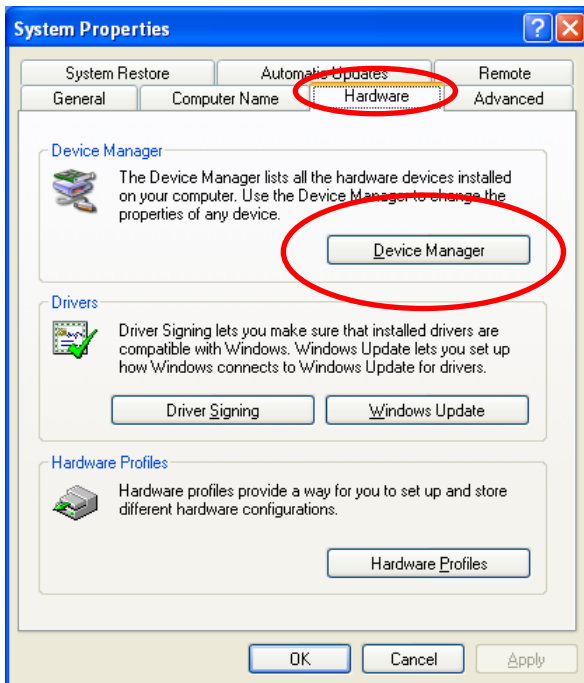 System Properties
System Restore Automatic Updates Remote
General Computer Name Hardware Advanced
Device Manager
The Device Manager lists all the hardware devices installed
on your computer. Use the Device Manager to change the
properties of any device.
Device Manager
Drivers
Driver Signing lets you make sure that installed drivers are
compatible with Windows. Windows Update lets you set up
how Windows connects to Windows Update for drivers.
Driver Signing Windows Update
Hardware Profiles
Hardware profiles provide a way for you to set up and store
different hardware configurations.
Hardware Profiles
OK Cancel Apply